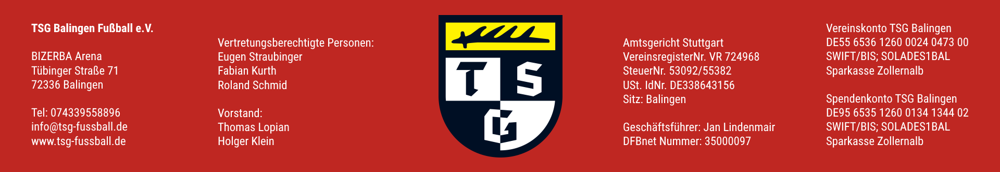 TSG Balingen Fußball e.V.
BIZERBA Arena
Tübinger Straße 71
72336 Balingen
Tel: 074339558896
info@tsg-fussball.de
www.tsg-fussball.de
Vertretungsberechtigte Personen:
Eugen Straubinger
Fabian Kurth
Roland Schmid
Vorstand:
Thomas Lopian
Holger Klein
T S
G
Amtsgericht Stuttgart
VereinsregisterNr. VR 724968
SteuerNr. 53092/55382
USt. IdNr. DE338643156
Sitz: Balingen
Geschäftsführer: Jan Lindenmair
DFBnet Nummer: 35000097
Vereinskonto TSG Balingen
DE55 6536 1260 0024 0473 00
SWIFT/BIS; SOLADES1BAL
Sparkasse Zollernalb
Spendenkonto TSG Balingen
DE95 6535 1260 0134 1344 02
SWIFT/BIS; SOLADES1BAL
Sparkasse Zollernalb